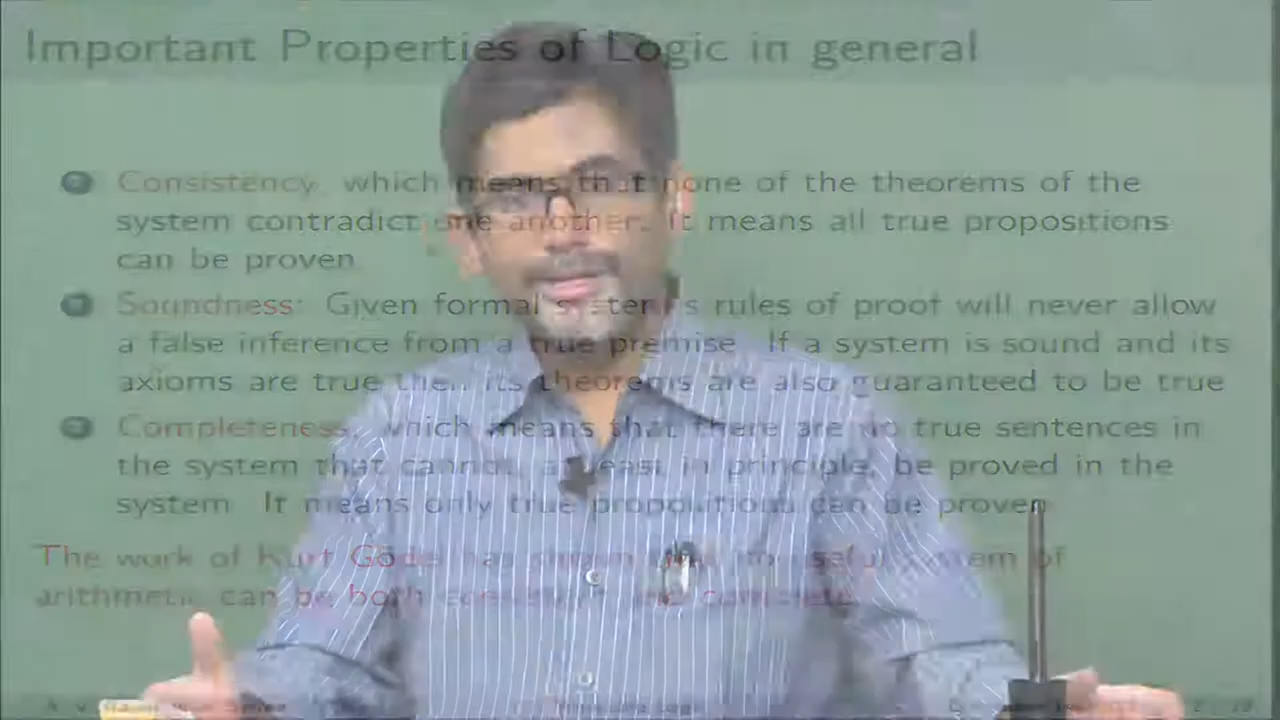 Important Properties of Logic in general
Consistency, which means that none of the theorems of the
system contradict one another. It means all true propositions
can be proven
Soundness: Given formal system's rules of proof will never allow
a false inference from a true premise. If a system is sound and its
axioms are true then its theorems are also guaranteed to be true
Completeness, which means that there are no true sentences in
the system that cannot, at least in principle, be proved in the
system. It means only true propositions can be proven
The work of Kurt Gödel has shown that no useful system of
arithmetic can be both consistent and complete